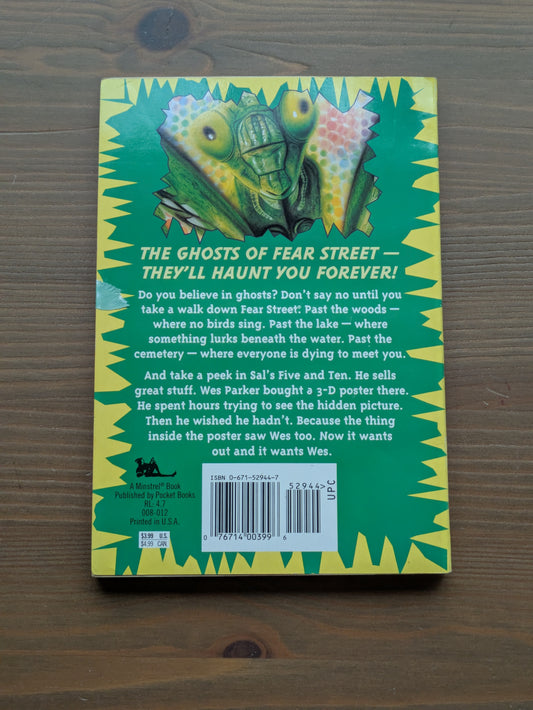 THE GHOSTS OF FEAR STREET —
THEY'LL HAUNT YOU FOREVER!
Do you believe in ghosts? Don't say no until you
take a walk down Fear Street. Past the woods —
where no birds sing. Past the lake — where
something lurks beneath the water. Past the
cemetery — where everyone is dying to meet you.
And take a peek in Sal's Five and Ten. He sells
great stuff. Wes Parker bought a 3-D poster there.
He spent hours trying to see the hidden picture.
Then he wished he hadn't. Because the thing
inside the poster saw Wes too. Now it wants
out and it wants Wes.
A Minstrel® Book
Published by Pocket Books
RL: 4.7
008-012
Printed in U.S.A.
$3.99 U.S.
$4.99 CAN
ISBN 0-671-52944-7
52944>
UPC
0 76714 00399 6